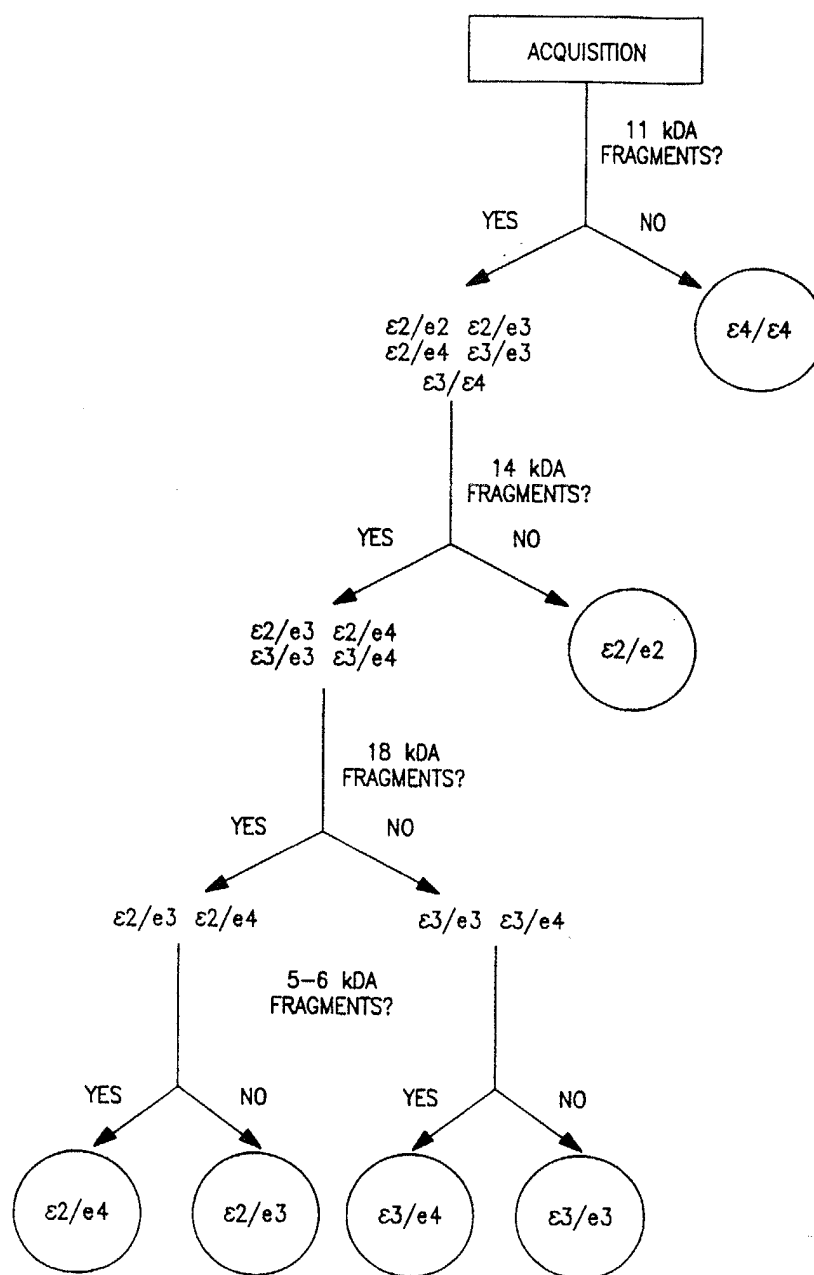 ACQUISITION
11 kDA
FRAGMENTS?
YES NO
ε2/e2 ε2/e3
ε2/e4 ε3/e3
ε3/ε4
ε4/ε4
14 kDA
FRAGMENTS?
YES NO
ε2/e3 ε2/e4
ε3/e3 ε3/e4
ε2/e2
18 kDA
FRAGMENTS?
YES NO
ε2/e3 ε2/e4
ε3/e3 ε3/e4
5-6 kDA
FRAGMENTS?
YES NO
YES NO
ε2/e4
ε2/e3
ε3/e4
ε3/e3